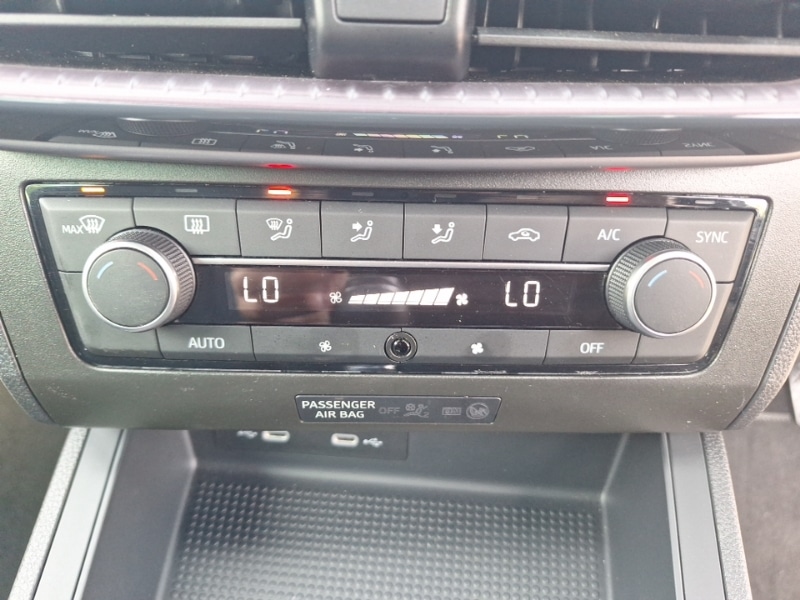 MAX
A/C
SYNC
LO LO
AUTO
OFF
PASSENGER
AIR BAG
OFF